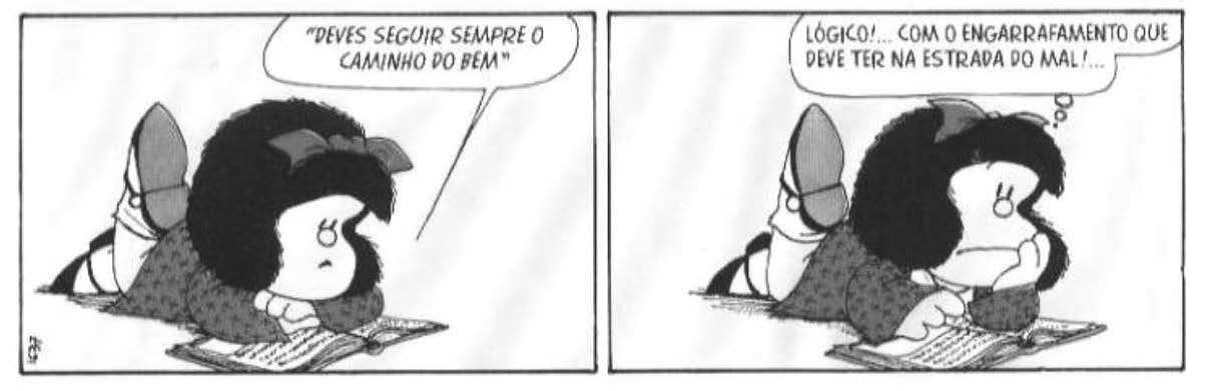 "DEVES SEGUIR SEMPRE O
CAMINHO DO BEM"
LÓGICO!... COM O ENGARRAFAMENTO QUE
DEVE TER NA ESTRADA DO MAL!...